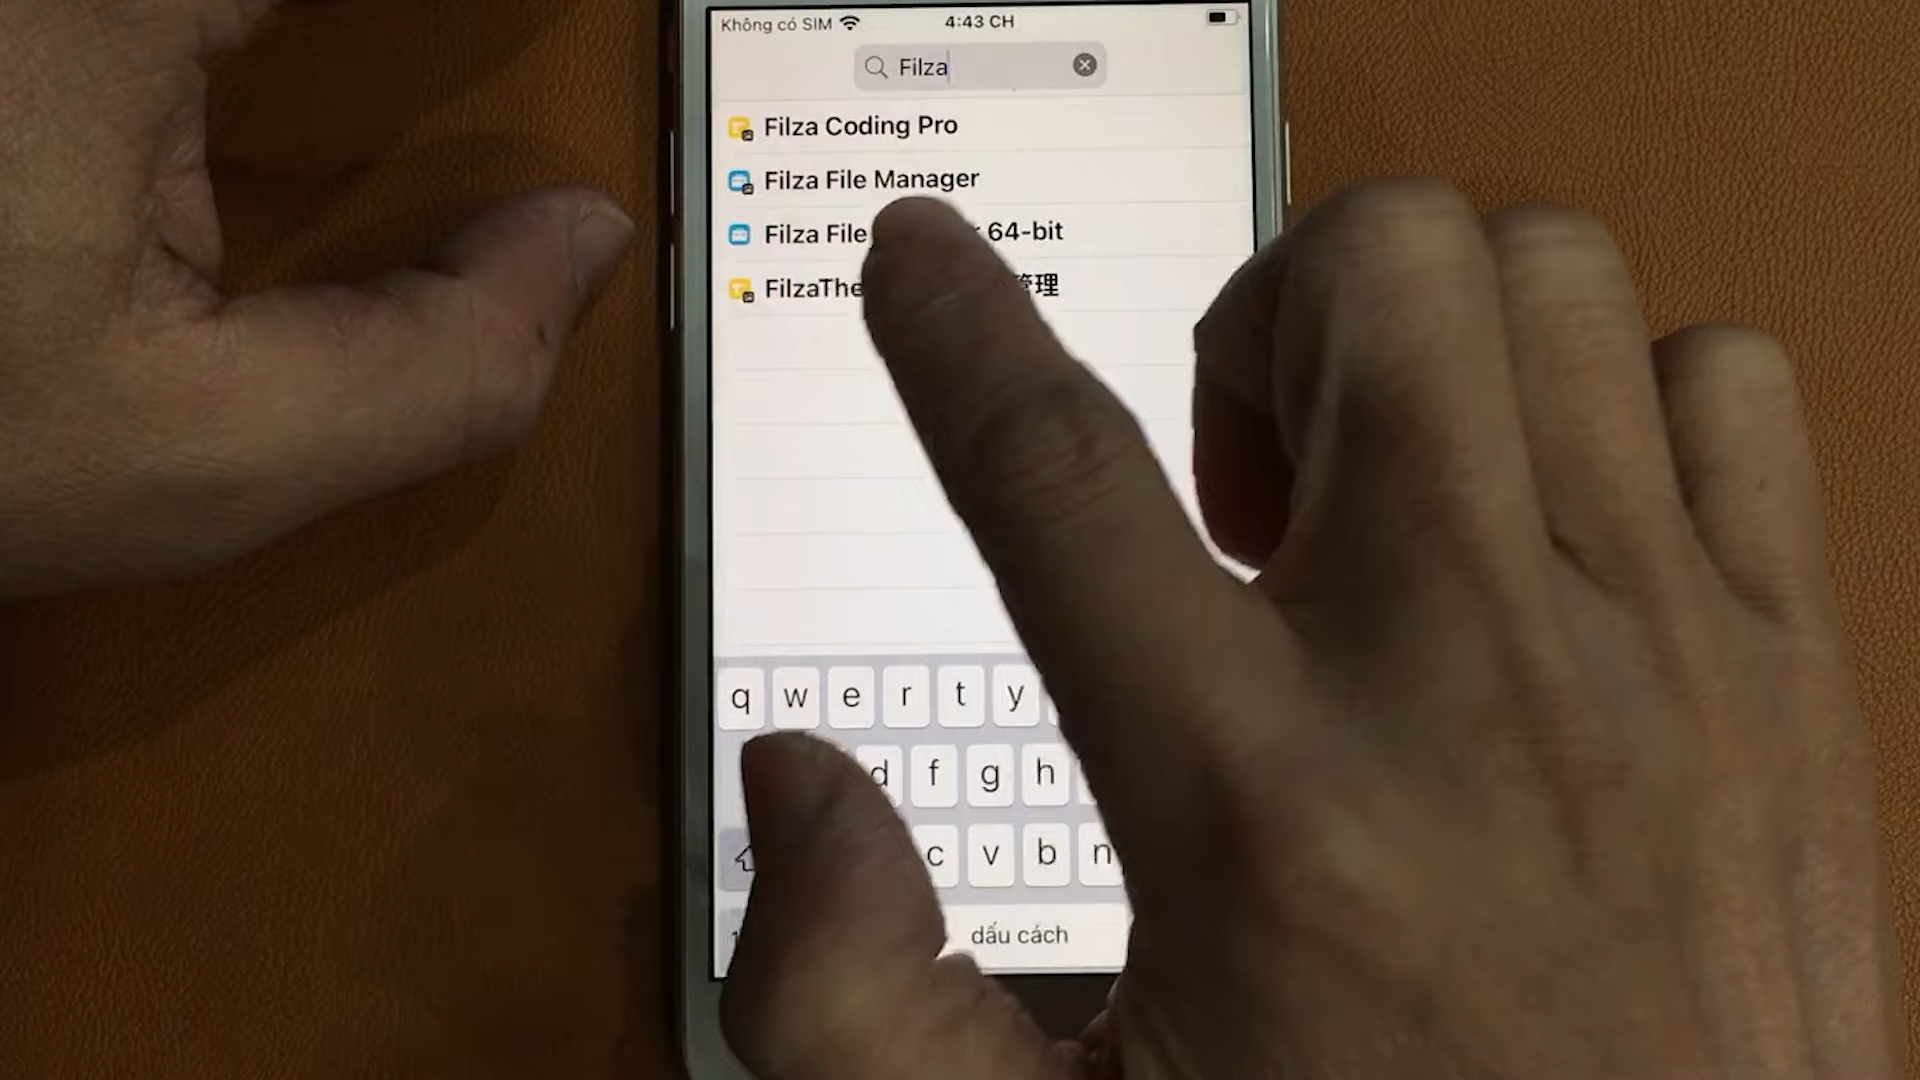 Không có SIM 4:43 CH
Filza
Filza Coding Pro
Filza File Manager
Filza File 64-bit
FilzaThe 管理
q w e r t y
d f g h
c v b n
dấu cách